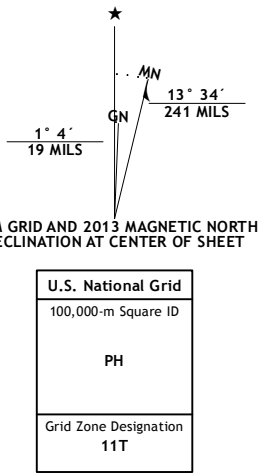 ★
MN
GN
13° 34´
241 MILS
1° 4´
19 MILS
GRID AND 2013 MAGNETIC NORTH
DECLINATION AT CENTER OF SHEET
U.S. National Grid
100,000-m Square ID
PH
Grid Zone Designation
11T